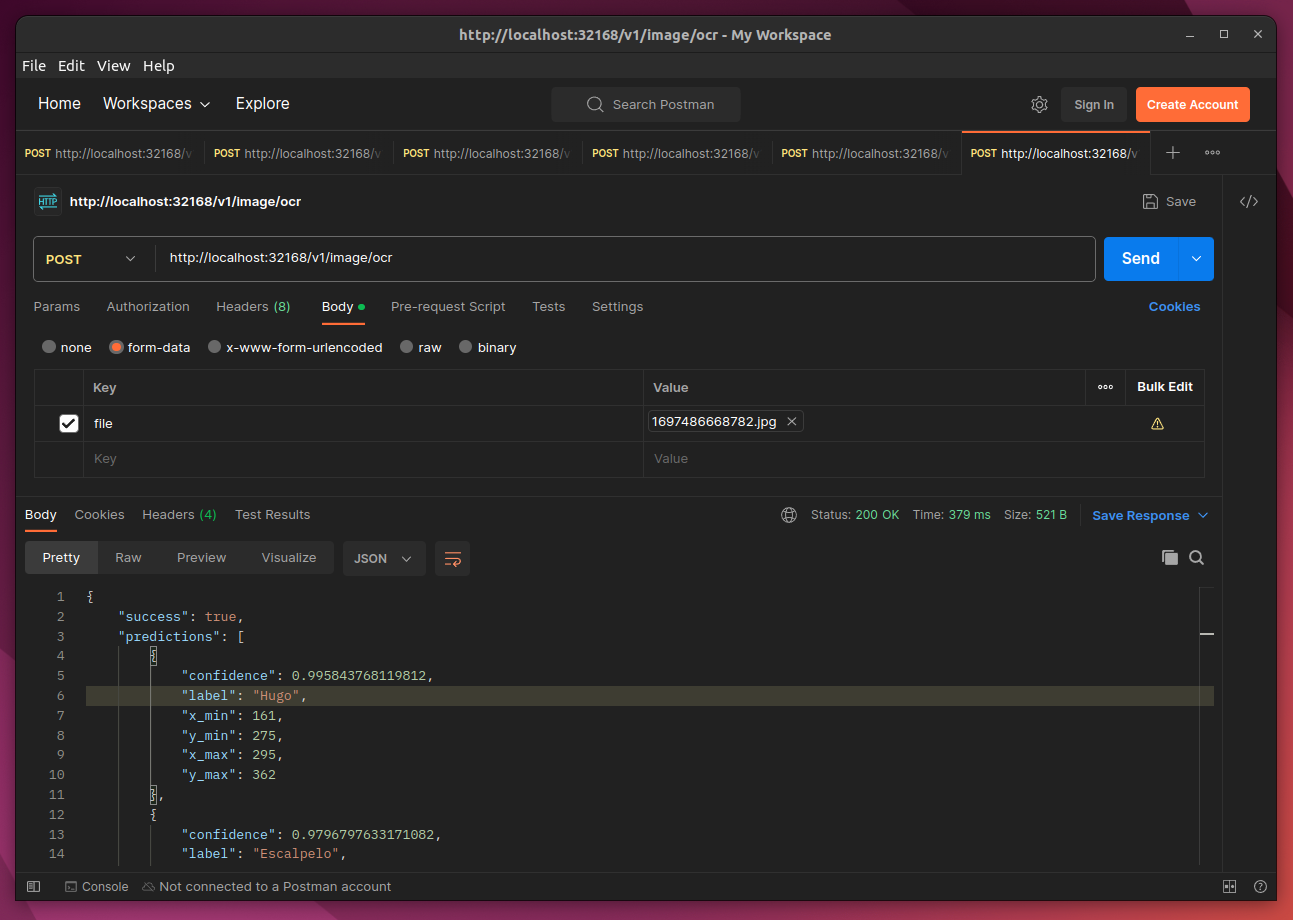 http://localhost:32168/v1/image/ocr - My Workspace
File Edit View Help
Home Workspaces Explore Search Postman Sign In Create Account
POST http://localhost:32168/v POST http://localhost:32168/v POST http://localhost:32168/v POST http://localhost:32168/v POST http://localhost:32168/v POST http://localhost:32168/v
HTTP http://localhost:32168/v1/image/ocr Save </>
POST http://localhost:32168/v1/image/ocr Send
Params Authorization Headers (8) Body Pre-request Script Tests Settings Cookies
none form-data x-www-form-urlencoded raw binary
Key Value Bulk Edit
file 1697486668782.jpg
Key Value
Body Cookies Headers (4) Test Results Status: 200 OK Time: 379 ms Size: 521 B Save Response
Pretty Raw Preview Visualize JSON
1 {
2 "success": true,
3 "predictions": [
4 {
5 "confidence": 0.995843768119812,
6 "label": "Hugo",
7 "x_min": 161,
8 "y_min": 275,
9 "x_max": 295,
10 "y_max": 362
11 },
12 {
13 "confidence": 0.9796797633171082,
14 "label": "Escalpelo",
Console Not connected to a Postman account